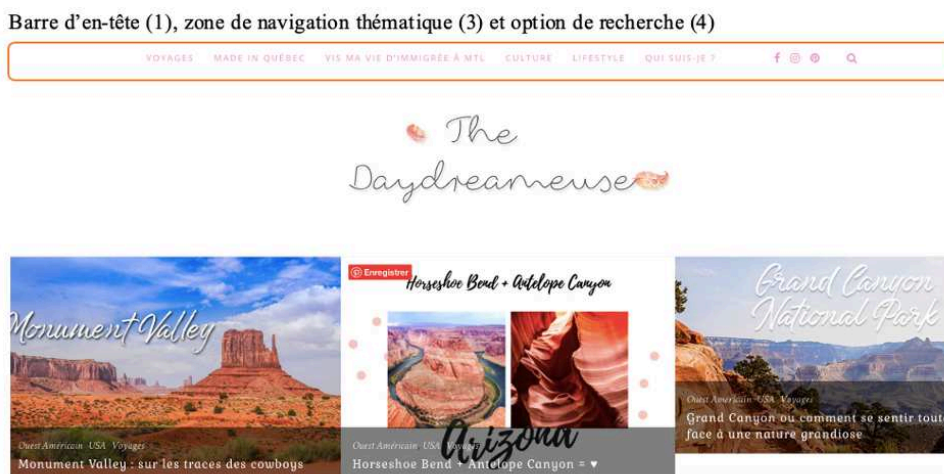 Barre d’en-tête (1), zone de navigation thématique (3) et option de recherche (4)
VOYAGES MADE IN QUÉBEC VIS MA VIE D'IMMIGRÉE À MTL CULTURE LIFESTYLE QUI SUIS-JE ?
The
Daydreameuse
Monument Valley
Ouest Américain USA Voyages
Monument Valley : sur les traces des cowboys
Enregistrer
Horseshoe Bend + Antelope Canyon
Arizona
Ouest Américain USA Voyages
Horseshoe Bend + Antelope Canyon = ♥
Grand Canyon
National Park
Ouest Américain USA Voyages
Grand Canyon ou comment se sentir tout
face à une nature grandiose